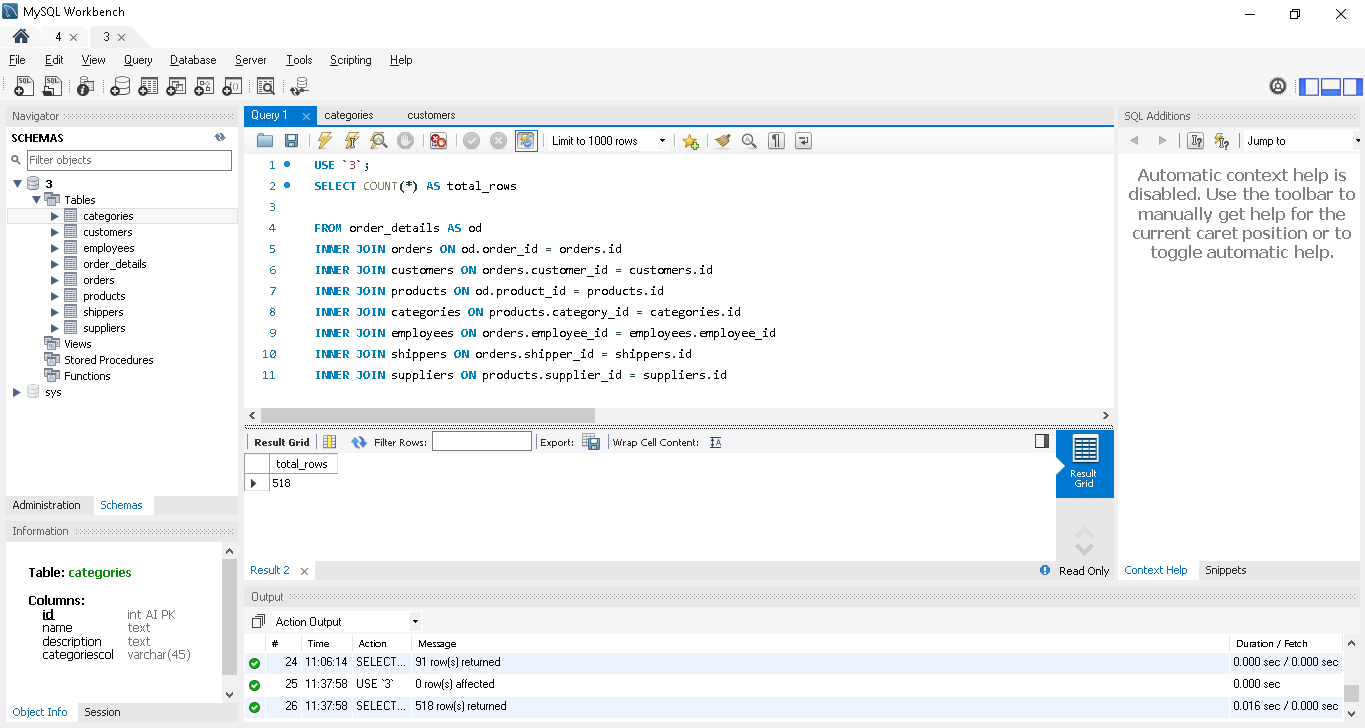 MySQL Workbench
4
3
File Edit View Query Database Server Tools Scripting Help
Navigator
SCHEMAS
Filter objects
3
Tables
categories
customers
employees
order_details
orders
products
shippers
suppliers
Views
Stored Procedures
Functions
sys
Administration Schemas
Information
Table: categories
Columns:
id int AI PK
name text
description text
categoriescol varchar(45)
Object Info Session
Query 1 categories customers
Limit to 1000 rows
1 USE `3`;
2 SELECT COUNT(*) AS total_rows
3
4 FROM order_details AS od
5 INNER JOIN orders ON od.order_id = orders.id
6 INNER JOIN customers ON orders.customer_id = customers.id
7 INNER JOIN products ON od.product_id = products.id
8 INNER JOIN categories ON products.category_id = categories.id
9 INNER JOIN employees ON orders.employee_id = employees.employee_id
10 INNER JOIN shippers ON orders.shipper_id = shippers.id
11 INNER JOIN suppliers ON products.supplier_id = suppliers.id
Result Grid Filter Rows: Export: Wrap Cell Content:
total_rows
518
Result
Grid
Result 2
Read Only
Output
Action Output
# Time Action Message Duration / Fetch
24 11:06:14 SELECT... 91 row(s) returned 0.000 sec / 0.000 sec
25 11:37:58 USE `3` 0 row(s) affected 0.000 sec
26 11:37:58 SELECT... 518 row(s) returned 0.016 sec / 0.000 sec
SQL Additions
Jump to
Automatic context help is
disabled. Use the toolbar to
manually get help for the
current caret position or to
toggle automatic help.
Context Help Snippets